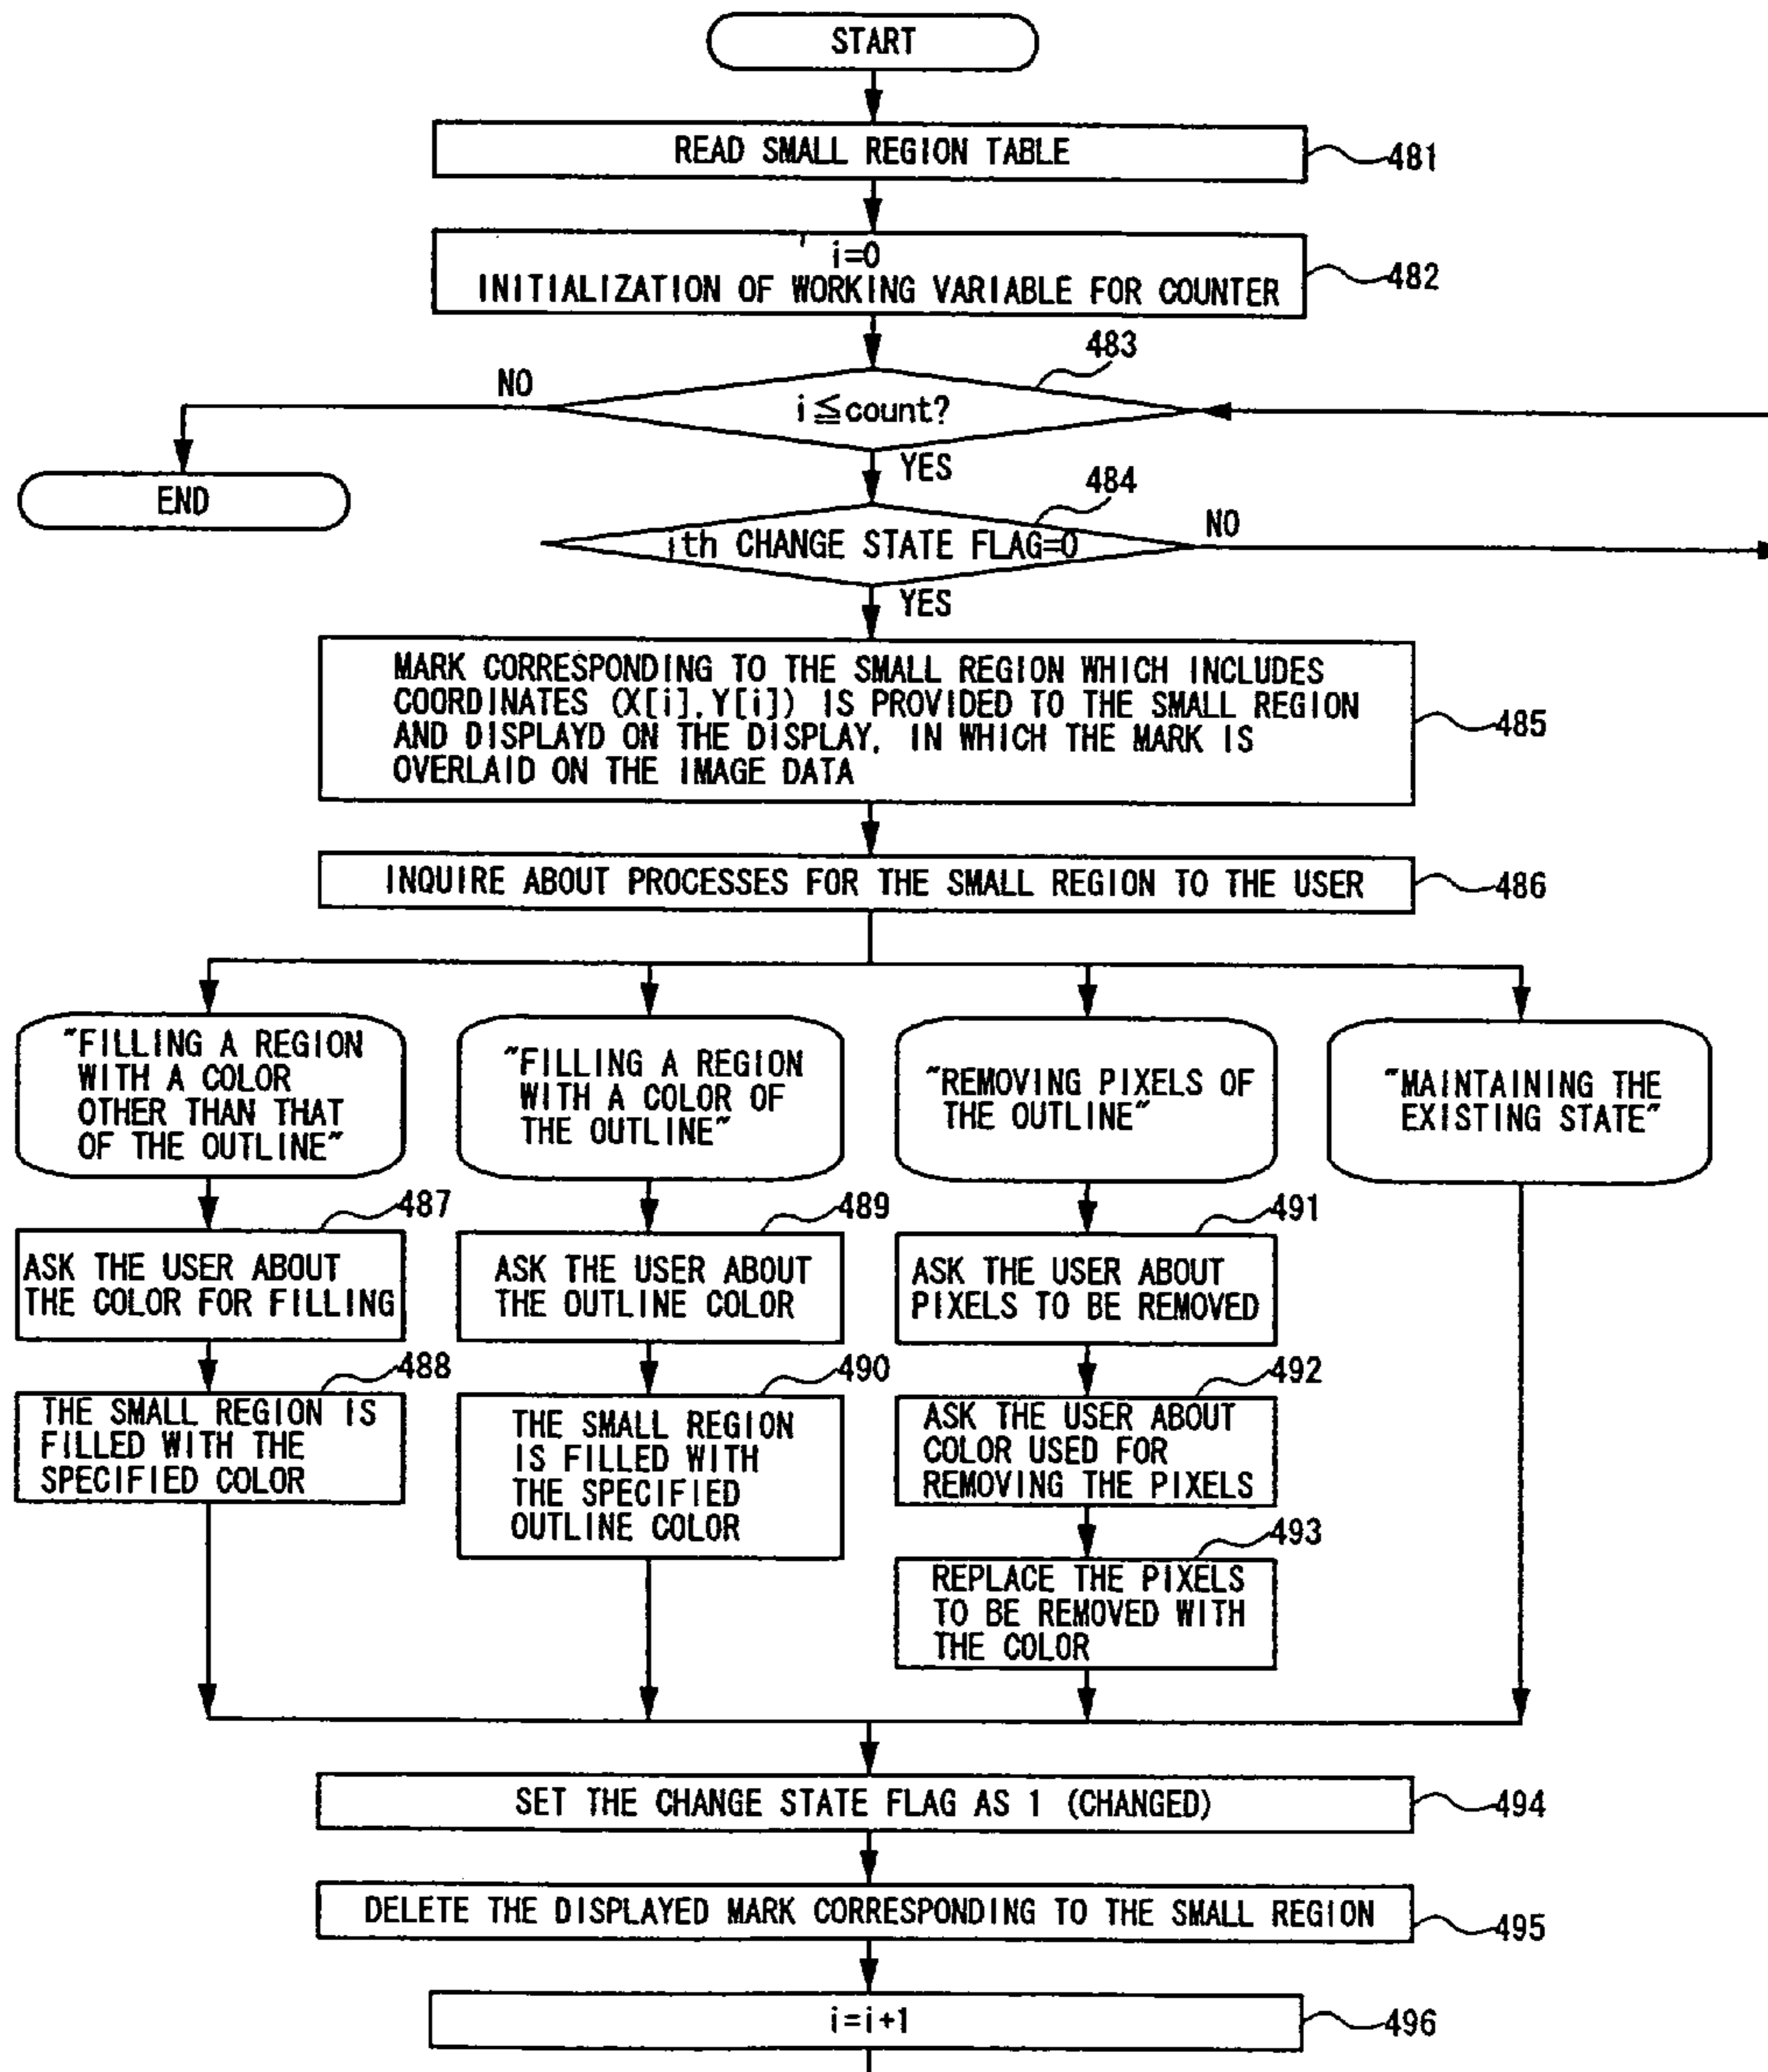 START
READ SMALL REGION TABLE
481
i=0
INITIALIZATION OF WORKING VARIABLE FOR COUNTER
482
483
NO
i≦count?
YES
END
484
ith CHANGE STATE FLAG=0
NO
YES
MARK CORRESPONDING TO THE SMALL REGION WHICH INCLUDES
COORDINATES (X[i],Y[i]) IS PROVIDED TO THE SMALL REGION
AND DISPLAYD ON THE DISPLAY, IN WHICH THE MARK IS
OVERLAID ON THE IMAGE DATA
485
INQUIRE ABOUT PROCESSES FOR THE SMALL REGION TO THE USER
486
"FILLING A REGION
WITH A COLOR
OTHER THAN THAT
OF THE OUTLINE"
"FILLING A REGION
WITH A COLOR OF
THE OUTLINE"
"REMOVING PIXELS OF
THE OUTLINE"
"MAINTAINING THE
EXISTING STATE"
487
ASK THE USER ABOUT
THE COLOR FOR FILLING
489
ASK THE USER ABOUT
THE OUTLINE COLOR
491
ASK THE USER ABOUT
PIXELS TO BE REMOVED
488
THE SMALL REGION IS
FILLED WITH THE
SPECIFIED COLOR
490
THE SMALL REGION
IS FILLED WITH
THE SPECIFIED
OUTLINE COLOR
492
ASK THE USER ABOUT
COLOR USED FOR
REMOVING THE PIXELS
493
REPLACE THE PIXELS
TO BE REMOVED WITH
THE COLOR
SET THE CHANGE STATE FLAG AS 1 (CHANGED)
494
DELETE THE DISPLAYED MARK CORRESPONDING TO THE SMALL REGION
495
i=i+1
496